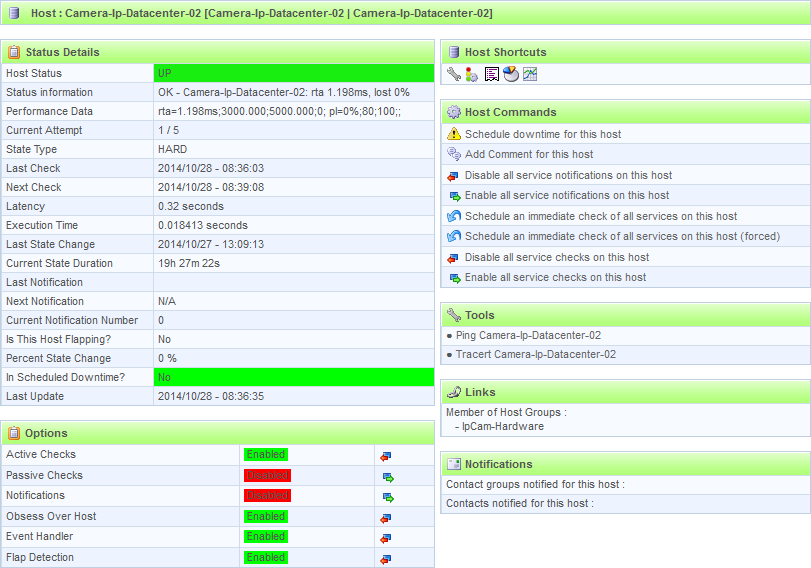 Host : Camera-Ip-Datacenter-02 [Camera-Ip-Datacenter-02 | Camera-Ip-Datacenter-02]
Status Details
Host Status UP
Status information OK - Camera-Ip-Datacenter-02: rta 1.198ms, lost 0%
Performance Data rta=1.198ms;3000.000;5000.000;0; pl=0%;80;100;;
Current Attempt 1 / 5
State Type HARD
Last Check 2014/10/28 - 08:36:03
Next Check 2014/10/28 - 08:39:08
Latency 0.32 seconds
Execution Time 0.018413 seconds
Last State Change 2014/10/27 - 13:09:13
Current State Duration 19h 27m 22s
Last Notification
Next Notification N/A
Current Notification Number 0
Is This Host Flapping? No
Percent State Change 0 %
In Scheduled Downtime? No
Last Update 2014/10/28 - 08:36:35
Options
Active Checks Enabled
Passive Checks Disabled
Notifications Disabled
Obsess Over Host Enabled
Event Handler Enabled
Flap Detection Enabled
Host Shortcuts
Host Commands
Schedule downtime for this host
Add Comment for this host
Disable all service notifications on this host
Enable all service notifications on this host
Schedule an immediate check of all services on this host
Schedule an immediate check of all services on this host (forced)
Disable all service checks on this host
Enable all service checks on this host
Tools
• Ping Camera-Ip-Datacenter-02
• Tracert Camera-Ip-Datacenter-02
Links
Member of Host Groups :
- IpCam-Hardware
Notifications
Contact groups notified for this host :
Contacts notified for this host :